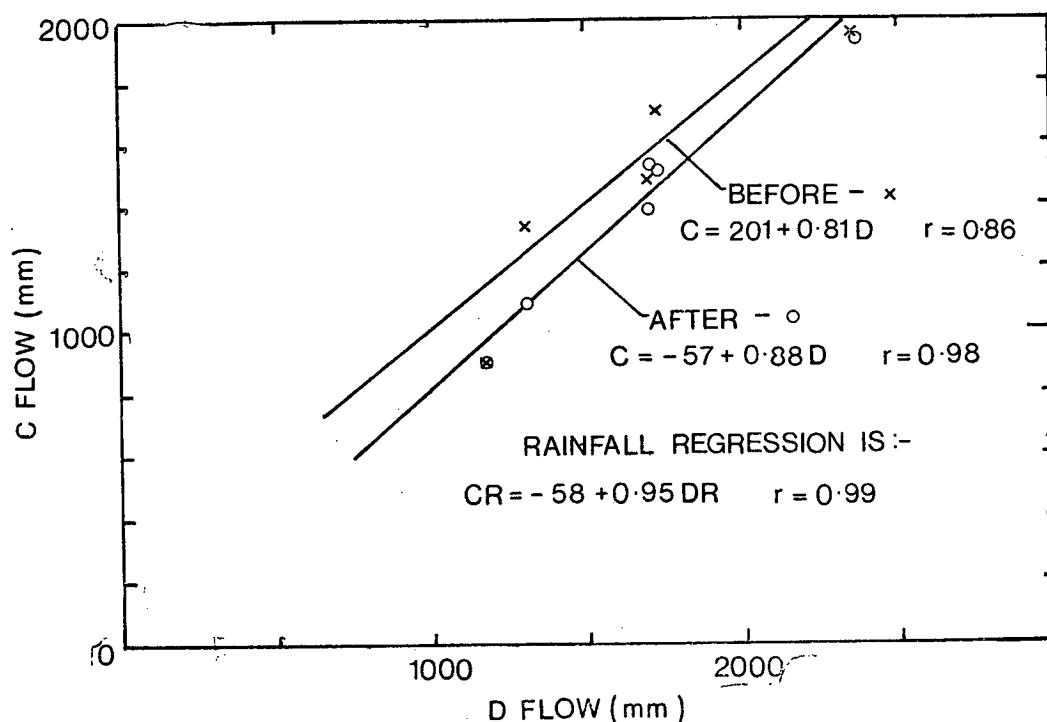 2000
C FLOW (mm)
BEFORE - ×
C = 201 + 0·81D r = 0·86
1000
AFTER - ○
C = - 57 + 0·88 D r = 0·98
RAINFALL REGRESSION IS :-
CR = - 58 + 0·95 DR r = 0·99
0
1000
2000
D FLOW (mm)